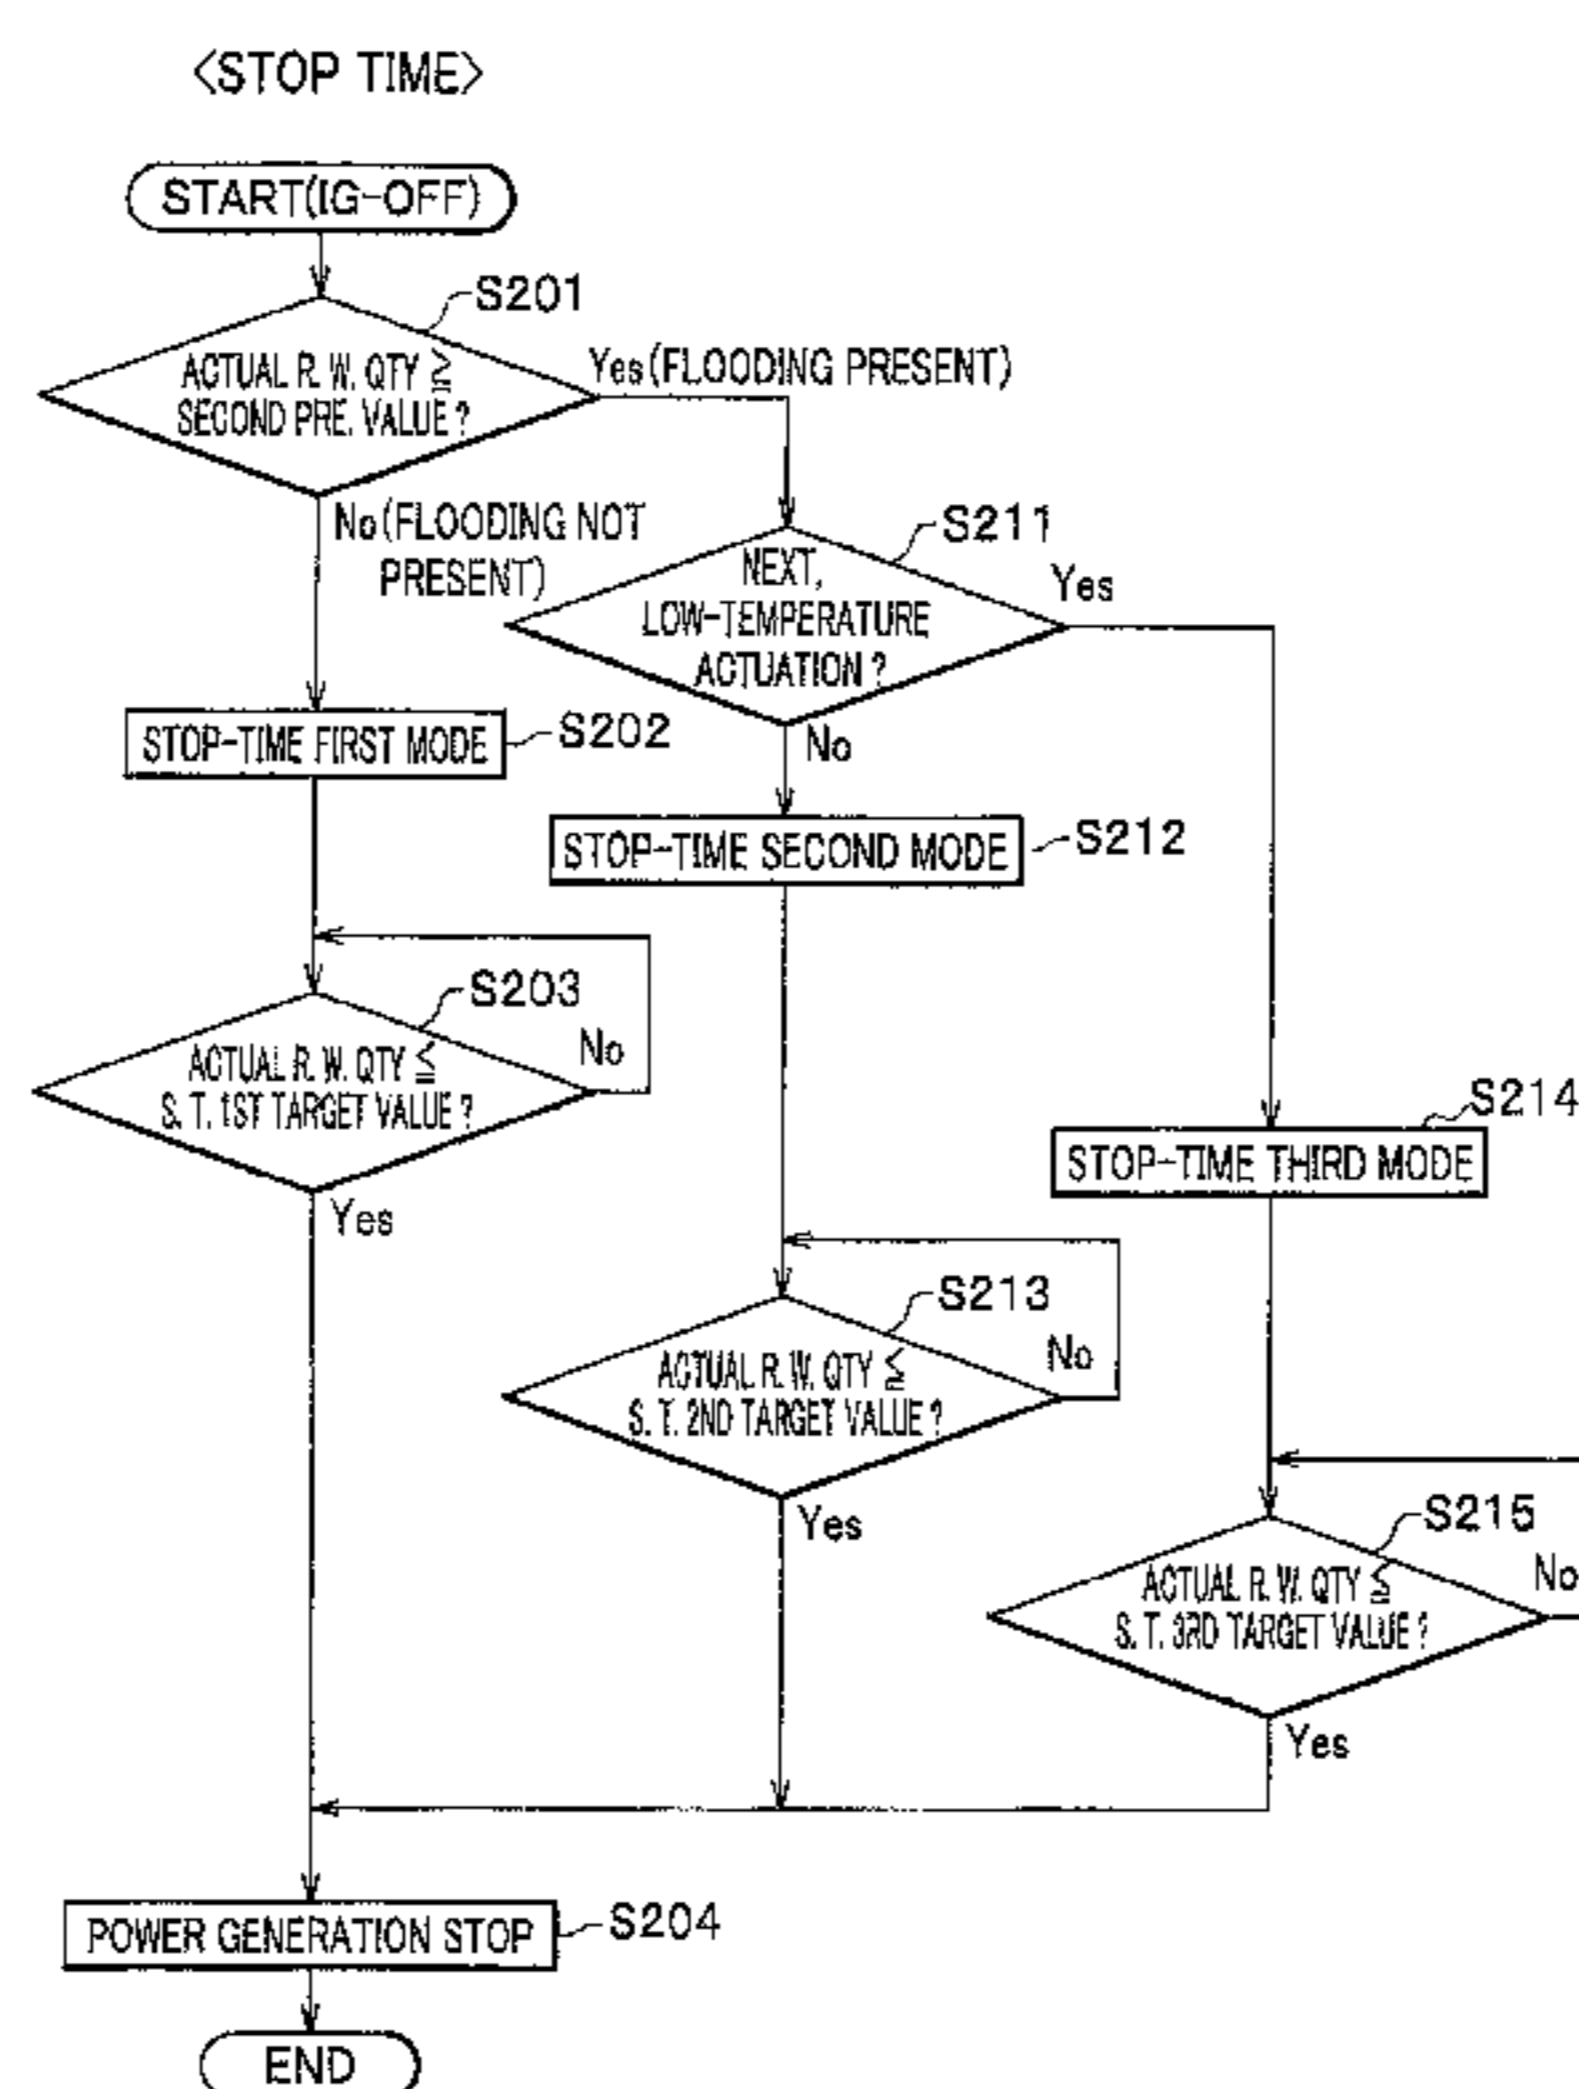 <STOP TIME>
START(IG-OFF)
S201
ACTUAL R. W. QTY ≧
SECOND PRE. VALUE ?
Yes(FLOODING PRESENT)
No(FLOODING NOT
PRESENT)
S211
NEXT,
LOW-TEMPERATURE
ACTUATION ?
Yes
No
STOP-TIME FIRST MODE
S202
STOP-TIME SECOND MODE
S212
S203
ACTUAL R. W. QTY ≦
S. T. 1ST TARGET VALUE ?
No
Yes
S214
STOP-TIME THIRD MODE
S213
ACTUAL R. W. QTY ≦
S. T. 2ND TARGET VALUE ?
No
Yes
S215
ACTUAL R. W. QTY ≦
S. T. 3RD TARGET VALUE ?
No
Yes
POWER GENERATION STOP
S204
END